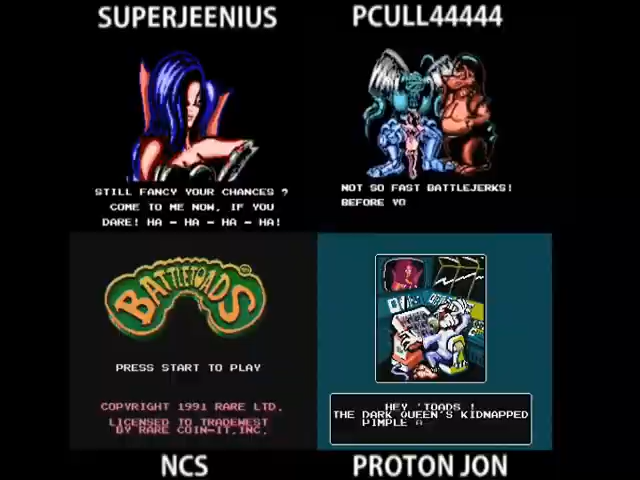 SUPERJEENIUS
PCULL44444
STILL FANCY YOUR CHANCES ?
COME TO ME NOW, IF YOU
DARE! HA - HA - HA - HA!
NOT SO FAST BATTLEJERKS!
BEFORE YO
BATTLETOADS
PRESS START TO PLAY
COPYRIGHT 1991 RARE LTD.
LICENSED TO TRADEWEST
BY RARE COIN-IT,INC.
HEY 'TOADS !
THE DARK QUEEN'S KIDNAPPED
PIMPLE
NCS
PROTON JON